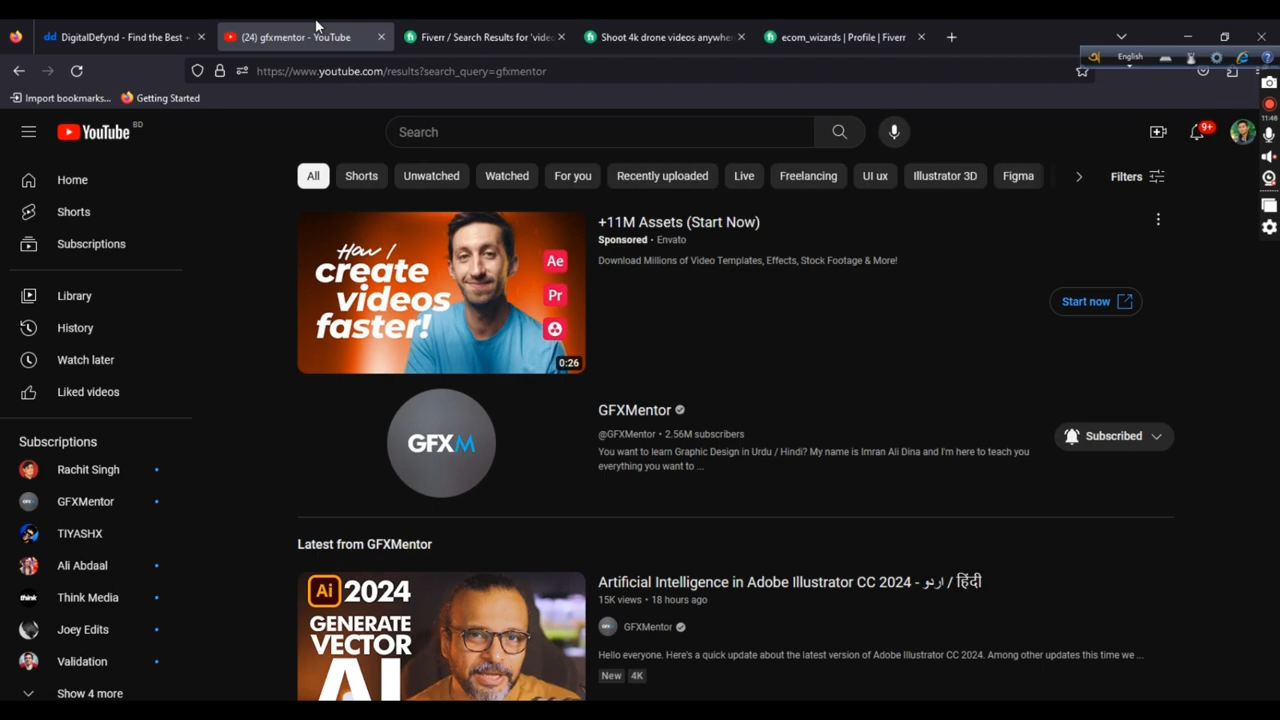 DigitalDefynd - Find the Best +
(24) gfxmentor - YouTube
Fiverr / Search Results for 'vide
Shoot 4k drone videos anywhe
ecom_wizards | Profile | Fiverr
English
https://www.youtube.com/results?search_query=gfxmentor
Import bookmarks...
Getting Started
11:46
YouTube BD
Search
9+
All
Shorts
Unwatched
Watched
For you
Recently uploaded
Live
Freelancing
UI ux
Illustrator 3D
Figma
Filters
Home
Shorts
Subscriptions
Library
History
Watch later
Liked videos
Subscriptions
Rachit Singh
GFXMentor
TIYASHX
Ali Abdaal
think
Think Media
Joey Edits
Validation
Show 4 more
How I
create
videos
faster!
Ae
Pr
0:26
+11M Assets (Start Now)
Sponsored · Envato
Download Millions of Video Templates, Effects, Stock Footage & More!
Start now
GFXM
GFXMentor
@GFXMentor • 2.56M subscribers
You want to learn Graphic Design in Urdu / Hindi? My name is Imran Ali Dina and I'm here to teach you
everything you want to ...
Subscribed
Latest from GFXMentor
Ai 2024
GENERATE
VECTOR
AI
Artificial Intelligence in Adobe Illustrator CC 2024 - اردو / हिंदी
15K views • 18 hours ago
GFXMentor
Hello everyone. Here's a quick update about the latest version of Adobe Illustrator CC 2024. Among other updates this time we ...
New
4K